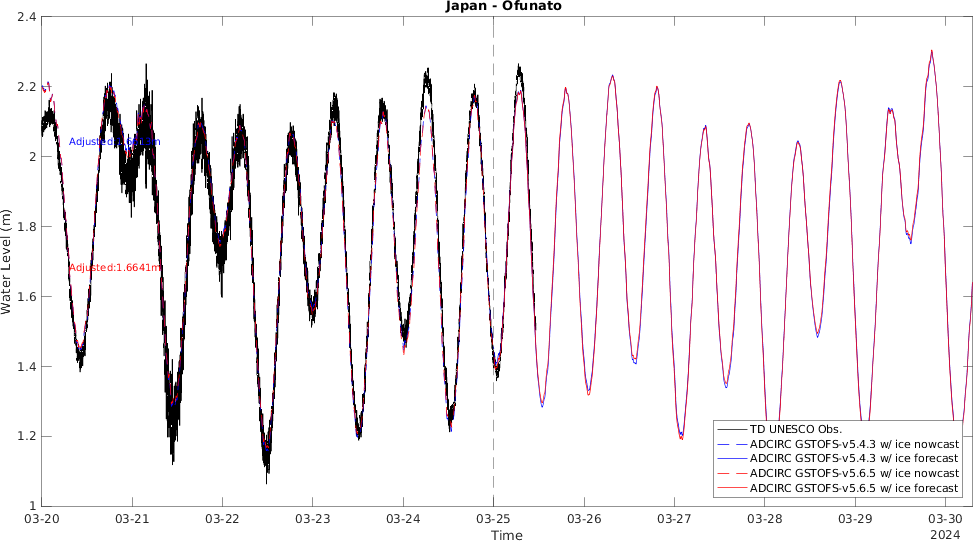 Japan - Ofunato
2.4
2.2
2
1.8
1.6
1.4
1.2
1
Water Level (m)
Adjusted:1.6641m
03-20
03-21
03-22
03-23
03-24
03-25
03-26
03-27
03-28
03-29
03-30
Time
2024
TD UNESCO Obs.
ADCIRC GSTOFS-v5.4.3 w/ ice nowcast
ADCIRC GSTOFS-v5.4.3 w/ ice forecast
ADCIRC GSTOFS-v5.6.5 w/ ice nowcast
ADCIRC GSTOFS-v5.6.5 w/ ice forecast